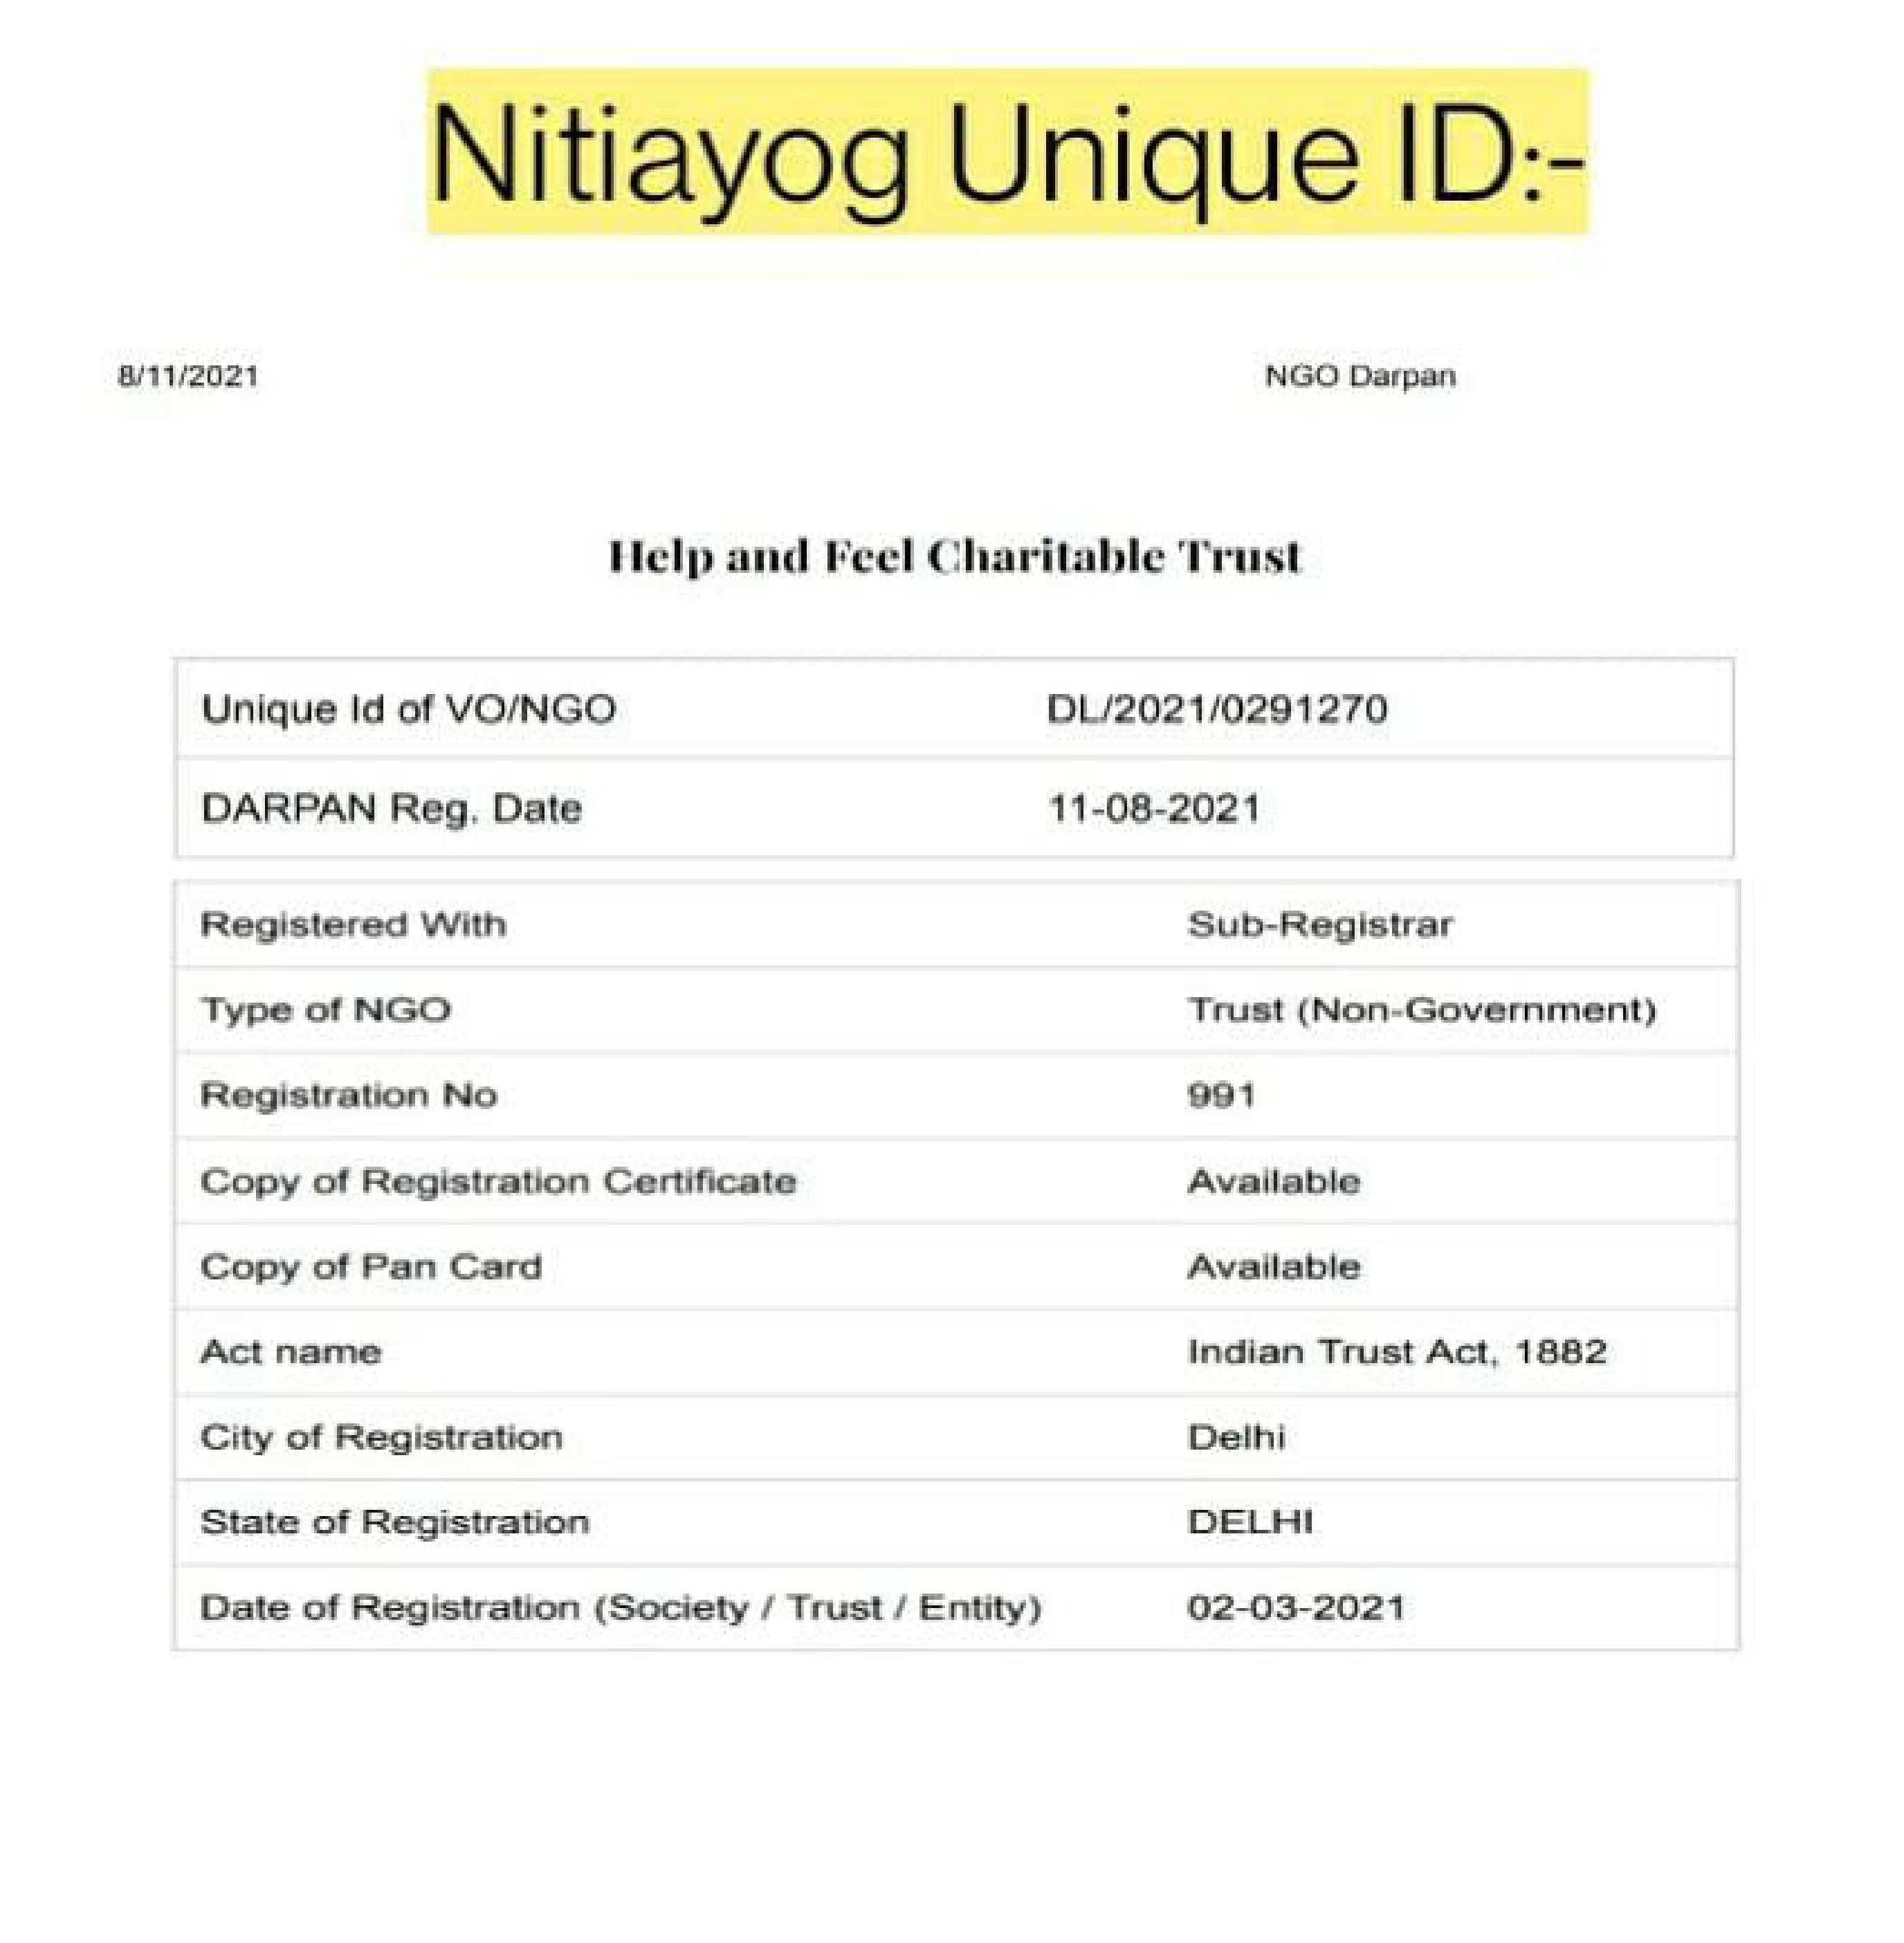 Nitiayog Unique ID:-
8/11/2021 NGO Darpan
Help and Feel Charitable Trust
Unique Id of VO/NGO DL/2021/0291270
DARPAN Reg. Date 11-08-2021
Registered With Sub-Registrar
Type of NGO Trust (Non-Government)
Registration No 991
Copy of Registration Certificate Available
Copy of Pan Card Available
Act name Indian Trust Act, 1882
City of Registration Delhi
State of Registration DELHI
Date of Registration (Society / Trust / Entity) 02-03-2021